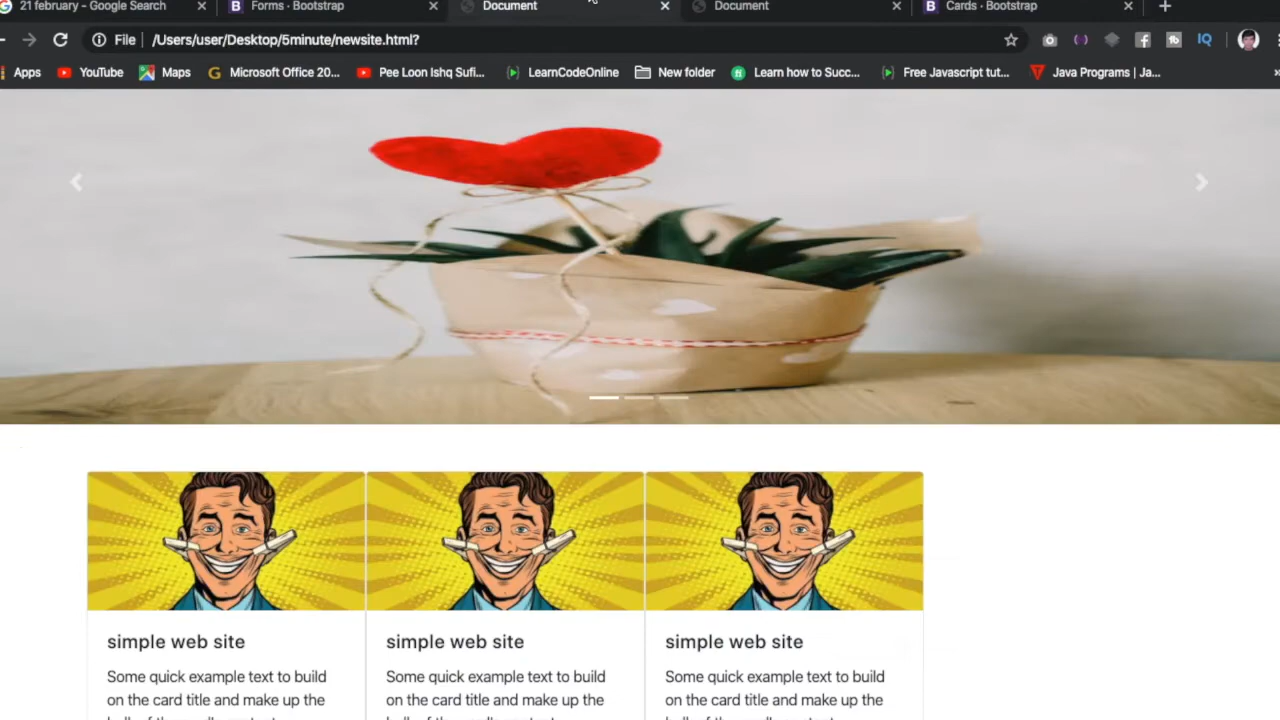 21 february - Google Search
Forms · Bootstrap
Document
Document
Cards · Bootstrap
File
/Users/user/Desktop/5minute/newsite.html?
IQ
Apps
YouTube
Maps
Microsoft Office 20...
Pee Loon Ishq Sufi...
LearnCodeOnline
New folder
Learn how to Succ...
Free Javascript tut...
Java Programs | Ja...
simple web site
Some quick example text to build
on the card title and make up the
simple web site
Some quick example text to build
on the card title and make up the
simple web site
Some quick example text to build
on the card title and make up the